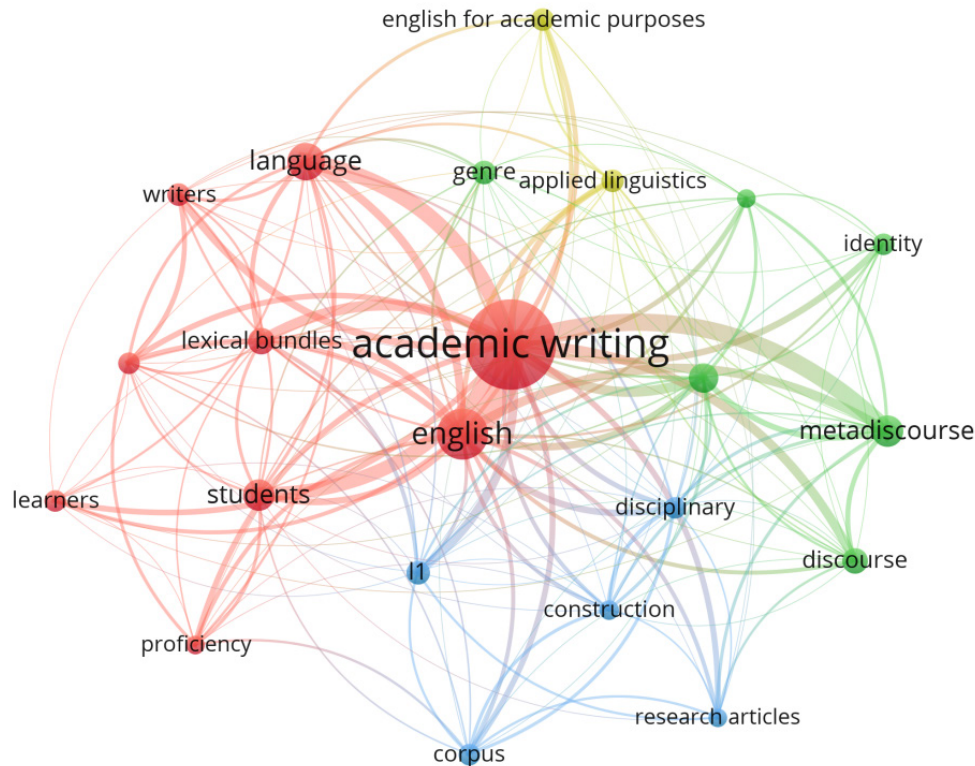 english for academic purposes
language
genre
applied linguistics
writers
identity
lexical bundles
academic writing
english
metadiscourse
students
learners
disciplinary
l1
discourse
construction
proficiency
research articles
corpus